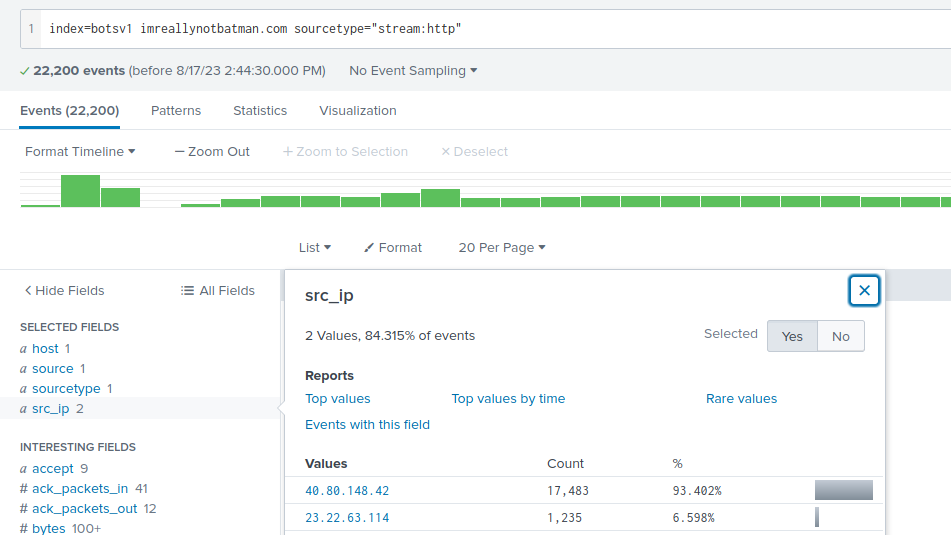 1 index=botsv1 imreallynotbatman.com sourcetype="stream:http"
✓ 22,200 events (before 8/17/23 2:44:30.000 PM) No Event Sampling
Events (22,200) Patterns Statistics Visualization
Format Timeline — Zoom Out + Zoom to Selection × Deselect
List Format 20 Per Page
< Hide Fields All Fields
SELECTED FIELDS
a host 1
a source 1
a sourcetype 1
a src_ip 2
INTERESTING FIELDS
a accept 9
# ack_packets_in 41
# ack_packets_out 12
# bytes 100+
src_ip ×
2 Values, 84.315% of events Selected Yes No
Reports
Top values Top values by time Rare values
Events with this field
Values Count %
40.80.148.42 17,483 93.402%
23.22.63.114 1,235 6.598%